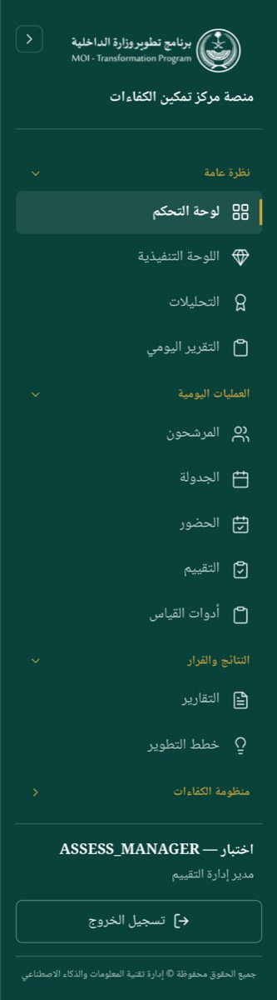 برنامج تطوير وزارة الداخلية
MOI - Transformation Program
منصة مركز تمكين الكفاءات
نظرة عامة
لوحة التحكم
اللوحة التنفيذية
التحليلات
التقرير اليومي
العمليات اليومية
المرشحون
الجدولة
الحضور
التقييم
أدوات القياس
النتائج والقرار
التقارير
خطط التطوير
منظومة الكفاءات
اختبار — ASSESS_MANAGER
مدير إدارة التقييم
تسجيل الخروج
جميع الحقوق محفوظة © إدارة تقنية المعلومات والذكاء الاصطناعي